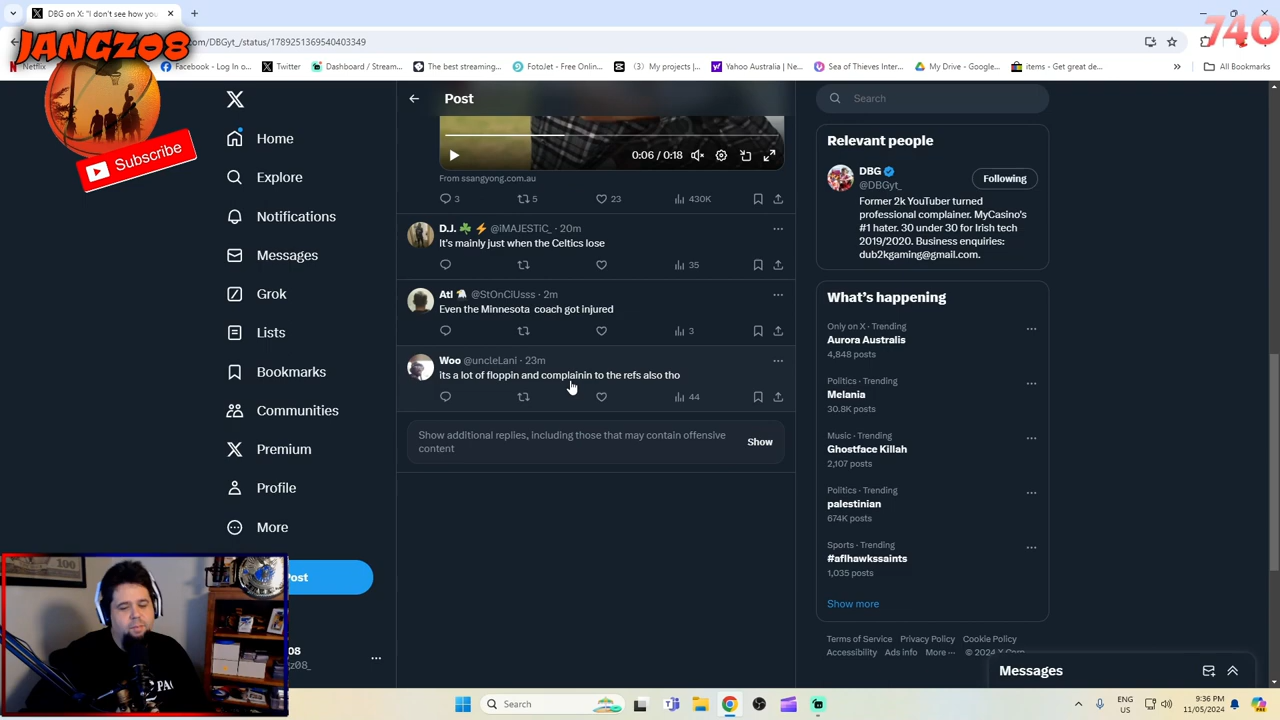 DBG on X: "I don't see how you
740
com/DBGyt_/status/1789251369540403349
JANGZ08
Subscribe
Netflix
Facebook - Log In o...
Twitter
Dashboard / Stream...
The best streaming...
FotoJet - Free Onlin...
(3) My projects |...
Yahoo Australia | Ne...
Sea of Thieves Inter...
My Drive - Google...
items - Get great de...
All Bookmarks
Home
Explore
Notifications
Messages
Grok
Lists
Bookmarks
Communities
Premium
Profile
More
Post
08
z08_
Post
0:06 / 0:18
From ssangyong.com.au
3 5 23 430K
D.J. ☘️ ⚡ @iMAJESTIC_ · 20m
It's mainly just when the Celtics lose
35
Atl @StOnClUsss · 2m
Even the Minnesota coach got injured
3
Woo @uncleLani · 23m
its a lot of floppin and complainin to the refs also tho
44
Show additional replies, including those that may contain offensive
content
Show
Search
Relevant people
DBG
@DBGyt_
Following
Former 2k YouTuber turned
professional complainer. MyCasino's
#1 hater. 30 under 30 for Irish tech
2019/2020. Business enquiries:
dub2kgaming@gmail.com.
What's happening
Only on X · Trending
Aurora Australis
4,848 posts
Politics · Trending
Melania
30.8K posts
Music · Trending
Ghostface Killah
2,107 posts
Politics · Trending
palestinian
674K posts
Sports · Trending
#aflhawkssaints
1,035 posts
Show more
Terms of Service Privacy Policy Cookie Policy
Accessibility Ads info More ··· © 2024 X Corp.
Messages
Search
ENG
US
9:36 PM
11/05/2024